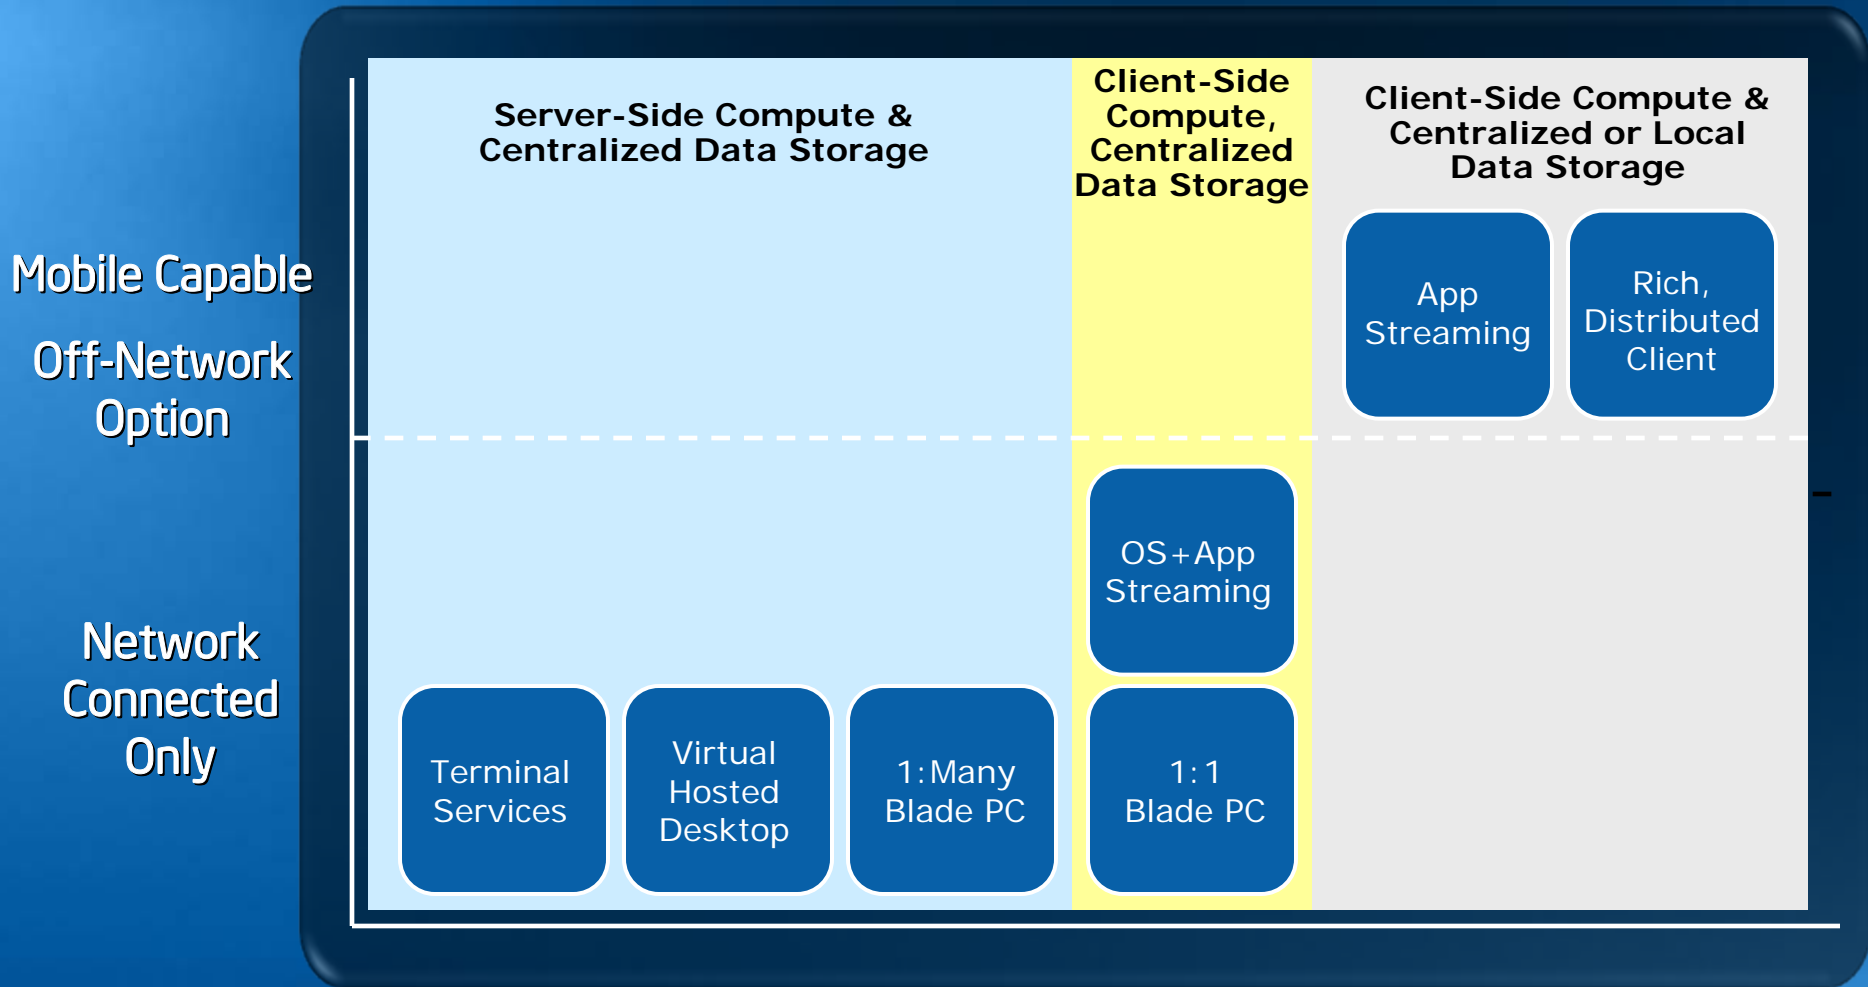 Server-Side Compute &
Centralized Data Storage
Client-Side
Compute,
Centralized
Data Storage
Client-Side Compute &
Centralized or Local
Data Storage
Mobile Capable
Off-Network
Option
App
Streaming
Rich,
Distributed
Client
–
OS+App
Streaming
Network
Connected
Only
Terminal
Services
Virtual
Hosted
Desktop
1:Many
Blade PC
1:1
Blade PC